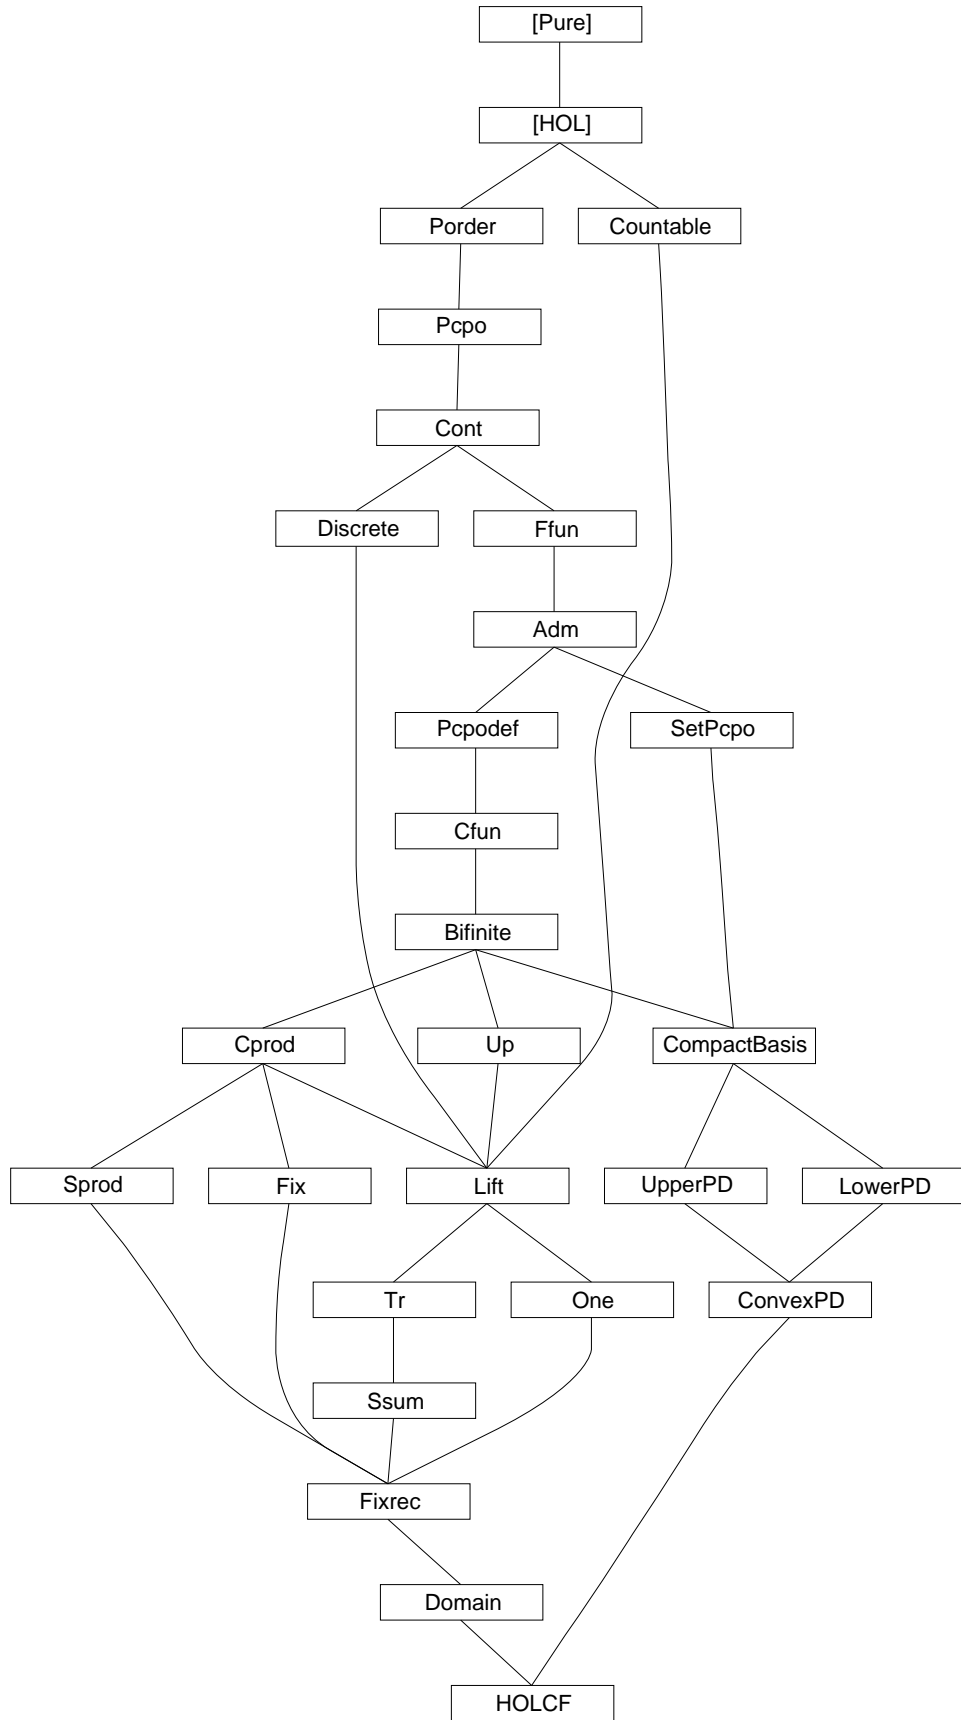 [Pure]
[HOL]
Porder
Countable
Pcpo
Cont
Discrete
Ffun
Adm
Pcpodef
SetPcpo
Cfun
Bifinite
Cprod
Up
CompactBasis
Sprod
Fix
Lift
UpperPD
LowerPD
Tr
One
ConvexPD
Ssum
Fixrec
Domain
HOLCF